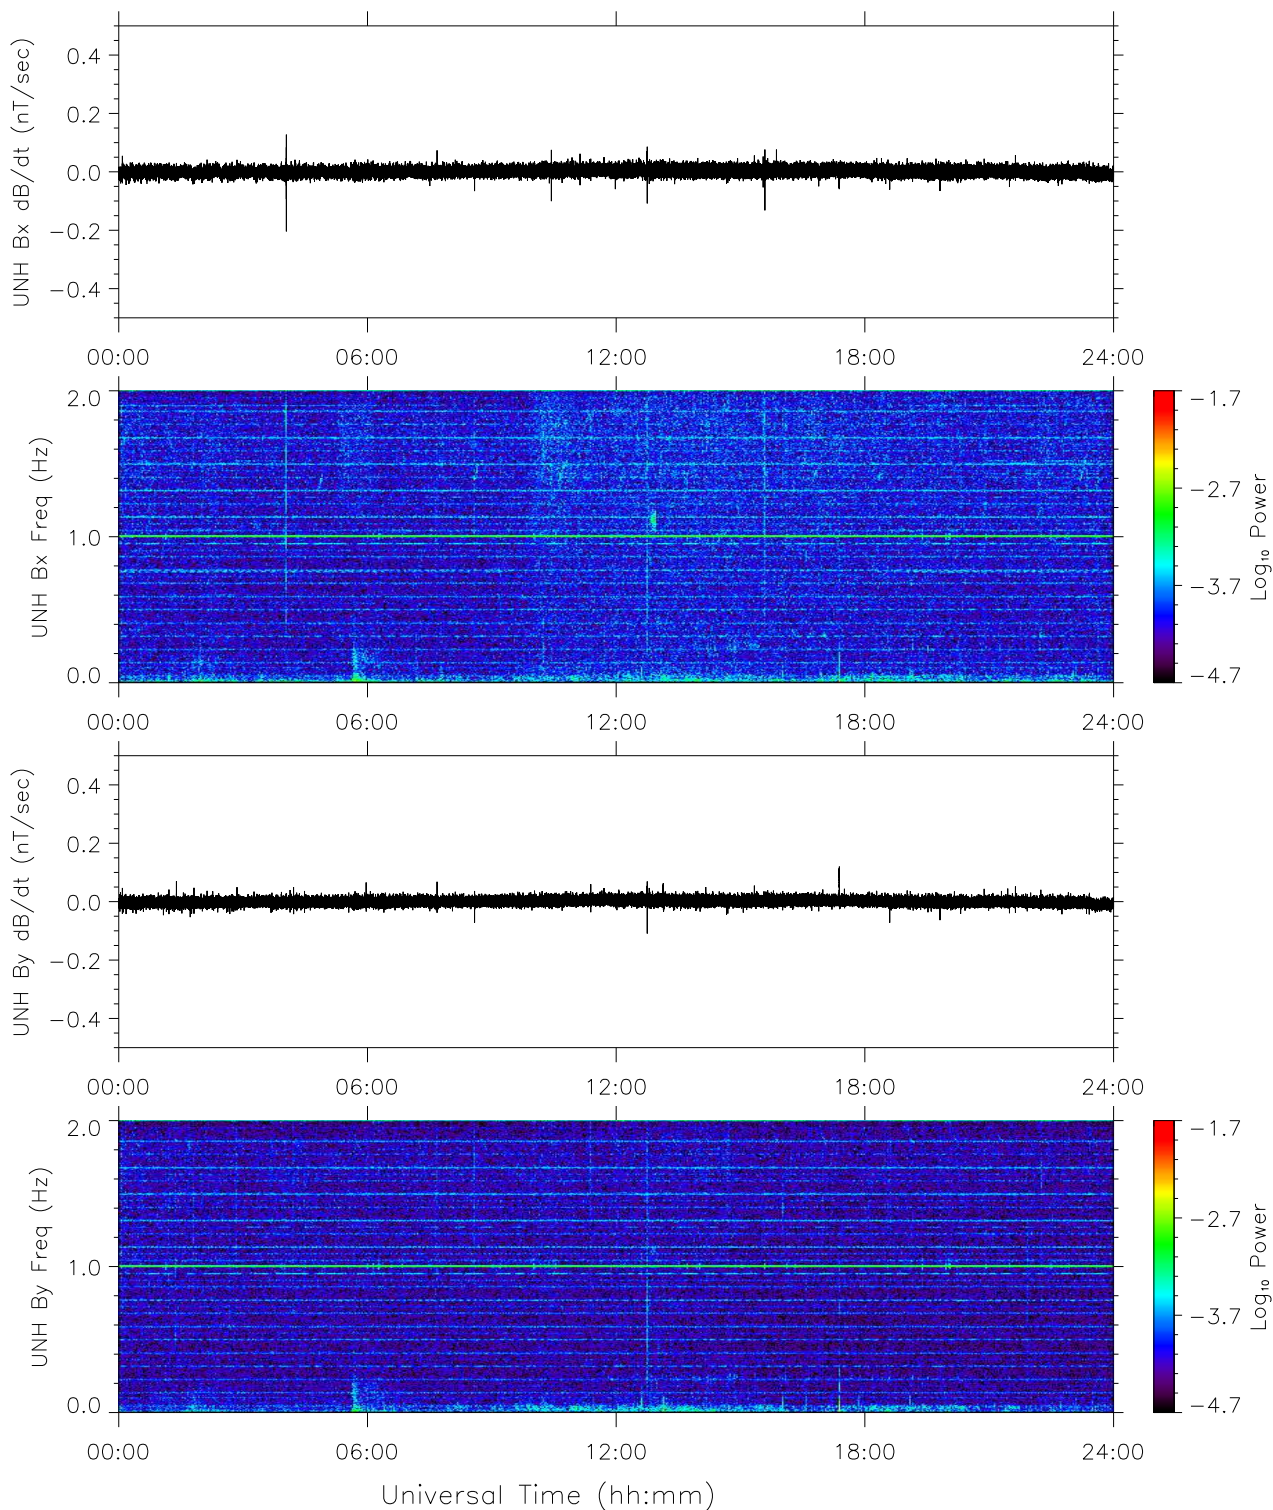 UNH Bx dB/dt (nT/sec)
0.4
0.2
0.0
−0.2
−0.4
00:00 06:00 12:00 18:00 24:00
UNH Bx Freq (Hz)
2.0
1.0
0.0
−1.7
−2.7
−3.7
−4.7
Log₁₀ Power
00:00 06:00 12:00 18:00 24:00
UNH By dB/dt (nT/sec)
0.4
0.2
0.0
−0.2
−0.4
00:00 06:00 12:00 18:00 24:00
UNH By Freq (Hz)
2.0
1.0
0.0
−1.7
−2.7
−3.7
−4.7
Log₁₀ Power
00:00 06:00 12:00 18:00 24:00
Universal Time (hh:mm)